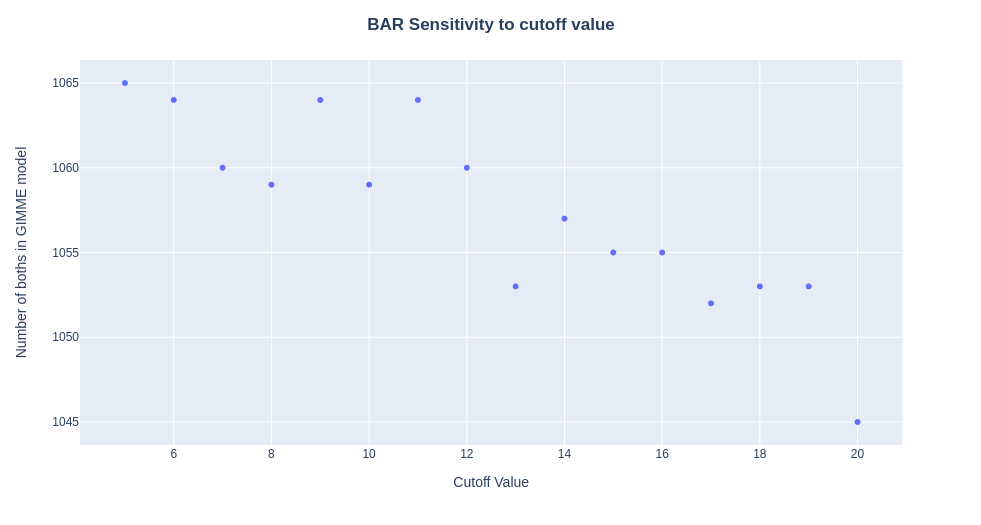 BAR Sensitivity to cutoff value
Number of boths in GIMME model
1065
1060
1055
1050
1045
6 8 10 12 14 16 18 20
Cutoff Value